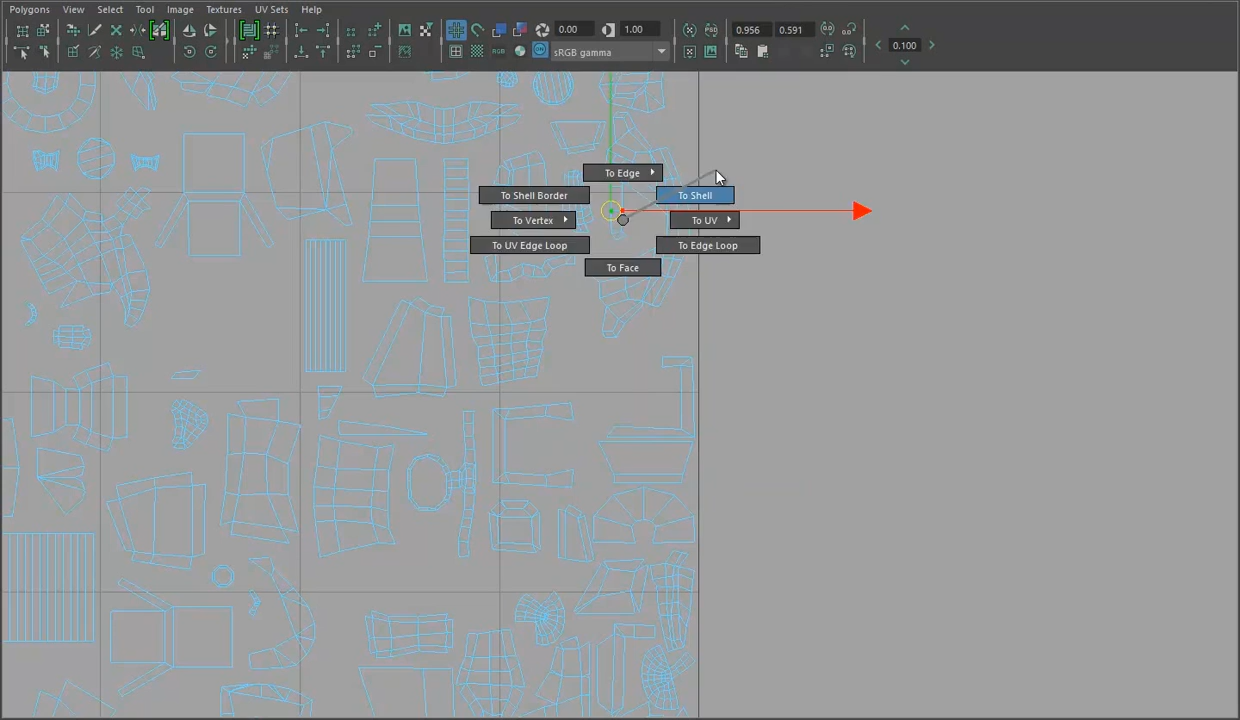 Polygons View Select Tool Image Textures UV Sets Help
0.00 1.00 0.956 0.591
sRGB gamma 0.100
To Edge
To Shell Border To Shell
To Vertex To UV
To UV Edge Loop To Edge Loop
To Face